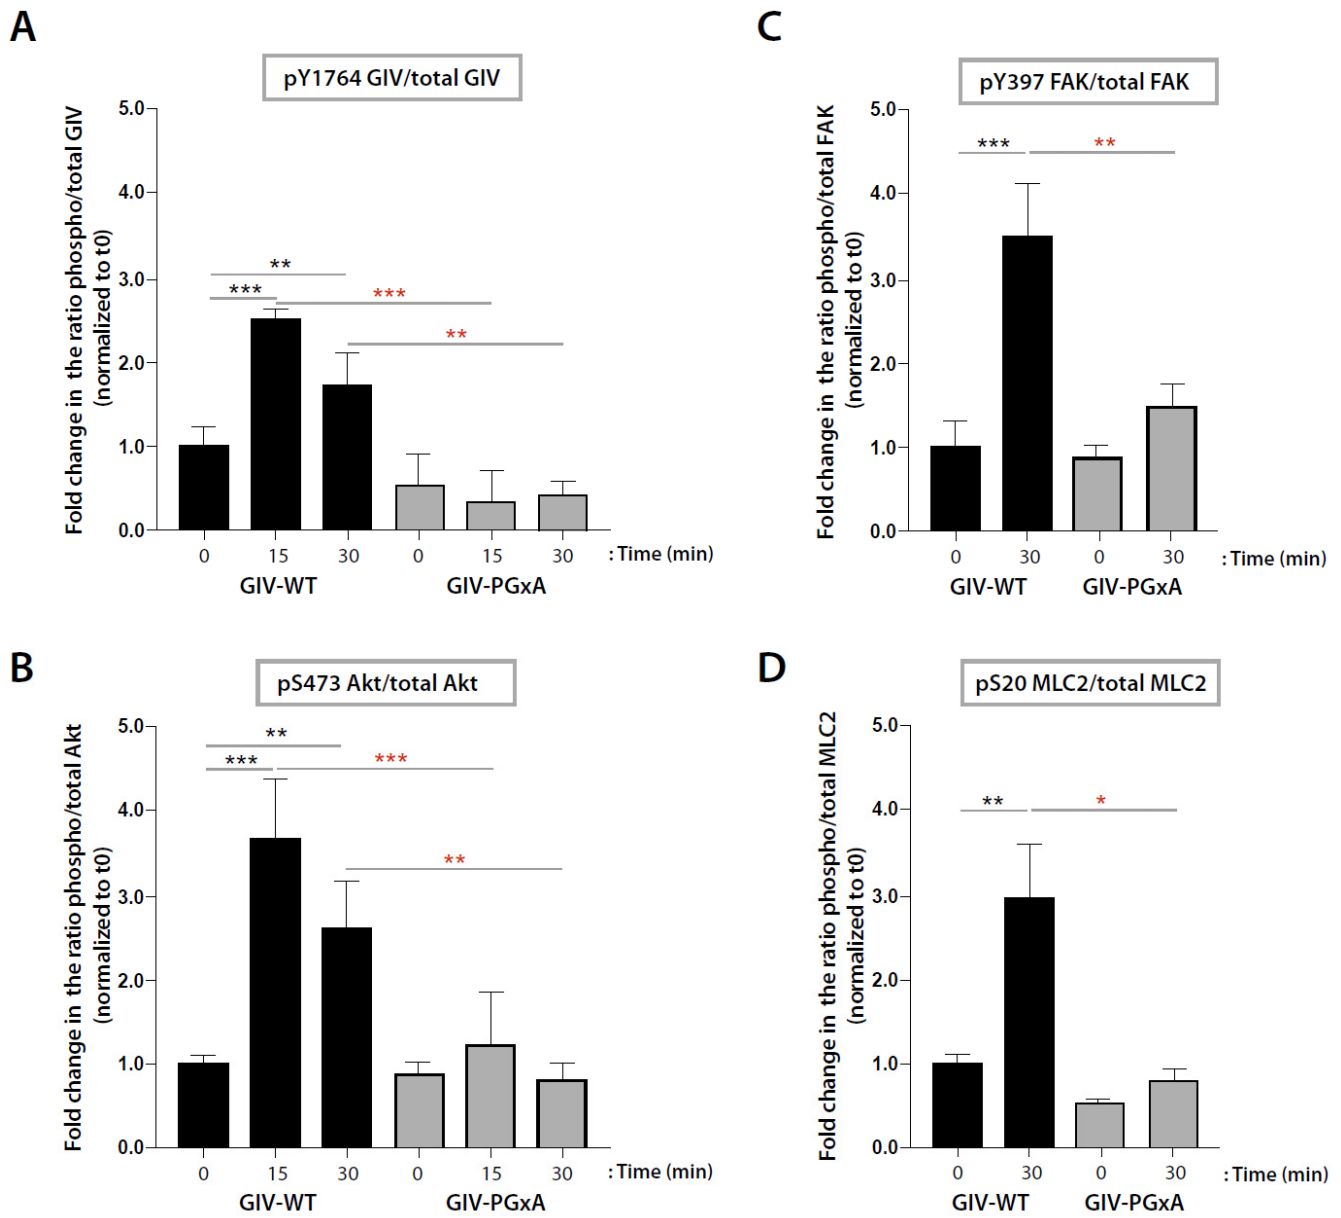 A
pY1764 GIV/total GIV
Fold change in the ratio phospho/total GIV
(normalized to t0)
5.0
4.0
3.0
2.0
1.0
0.0
**
***
***
**
0 15 30 0 15 30 : Time (min)
GIV-WT GIV-PGxA
C
pY397 FAK/total FAK
Fold change in the ratio phospho/total FAK
(normalized to t0)
5.0
4.0
3.0
2.0
1.0
0.0
*** **
0 30 0 30 : Time (min)
GIV-WT GIV-PGxA
B
pS473 Akt/total Akt
Fold change in the ratio phospho/total Akt
(normalized to t0)
5.0
4.0
3.0
2.0
1.0
0.0
**
*** ***
**
0 15 30 0 15 30 : Time (min)
GIV-WT GIV-PGxA
D
pS20 MLC2/total MLC2
Fold change in the ratio phospho/total MLC2
(normalized to t0)
5.0
4.0
3.0
2.0
1.0
0.0
** *
0 30 0 30 : Time (min)
GIV-WT GIV-PGxA